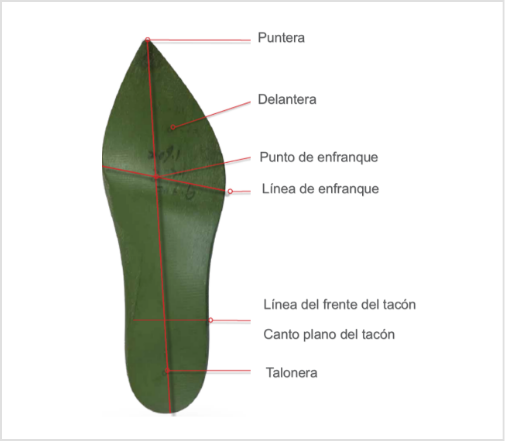 Puntera
Delantera
Punto de enfranque
Línea de enfranque
Línea del frente del tacón
Canto plano del tacón
Talonera